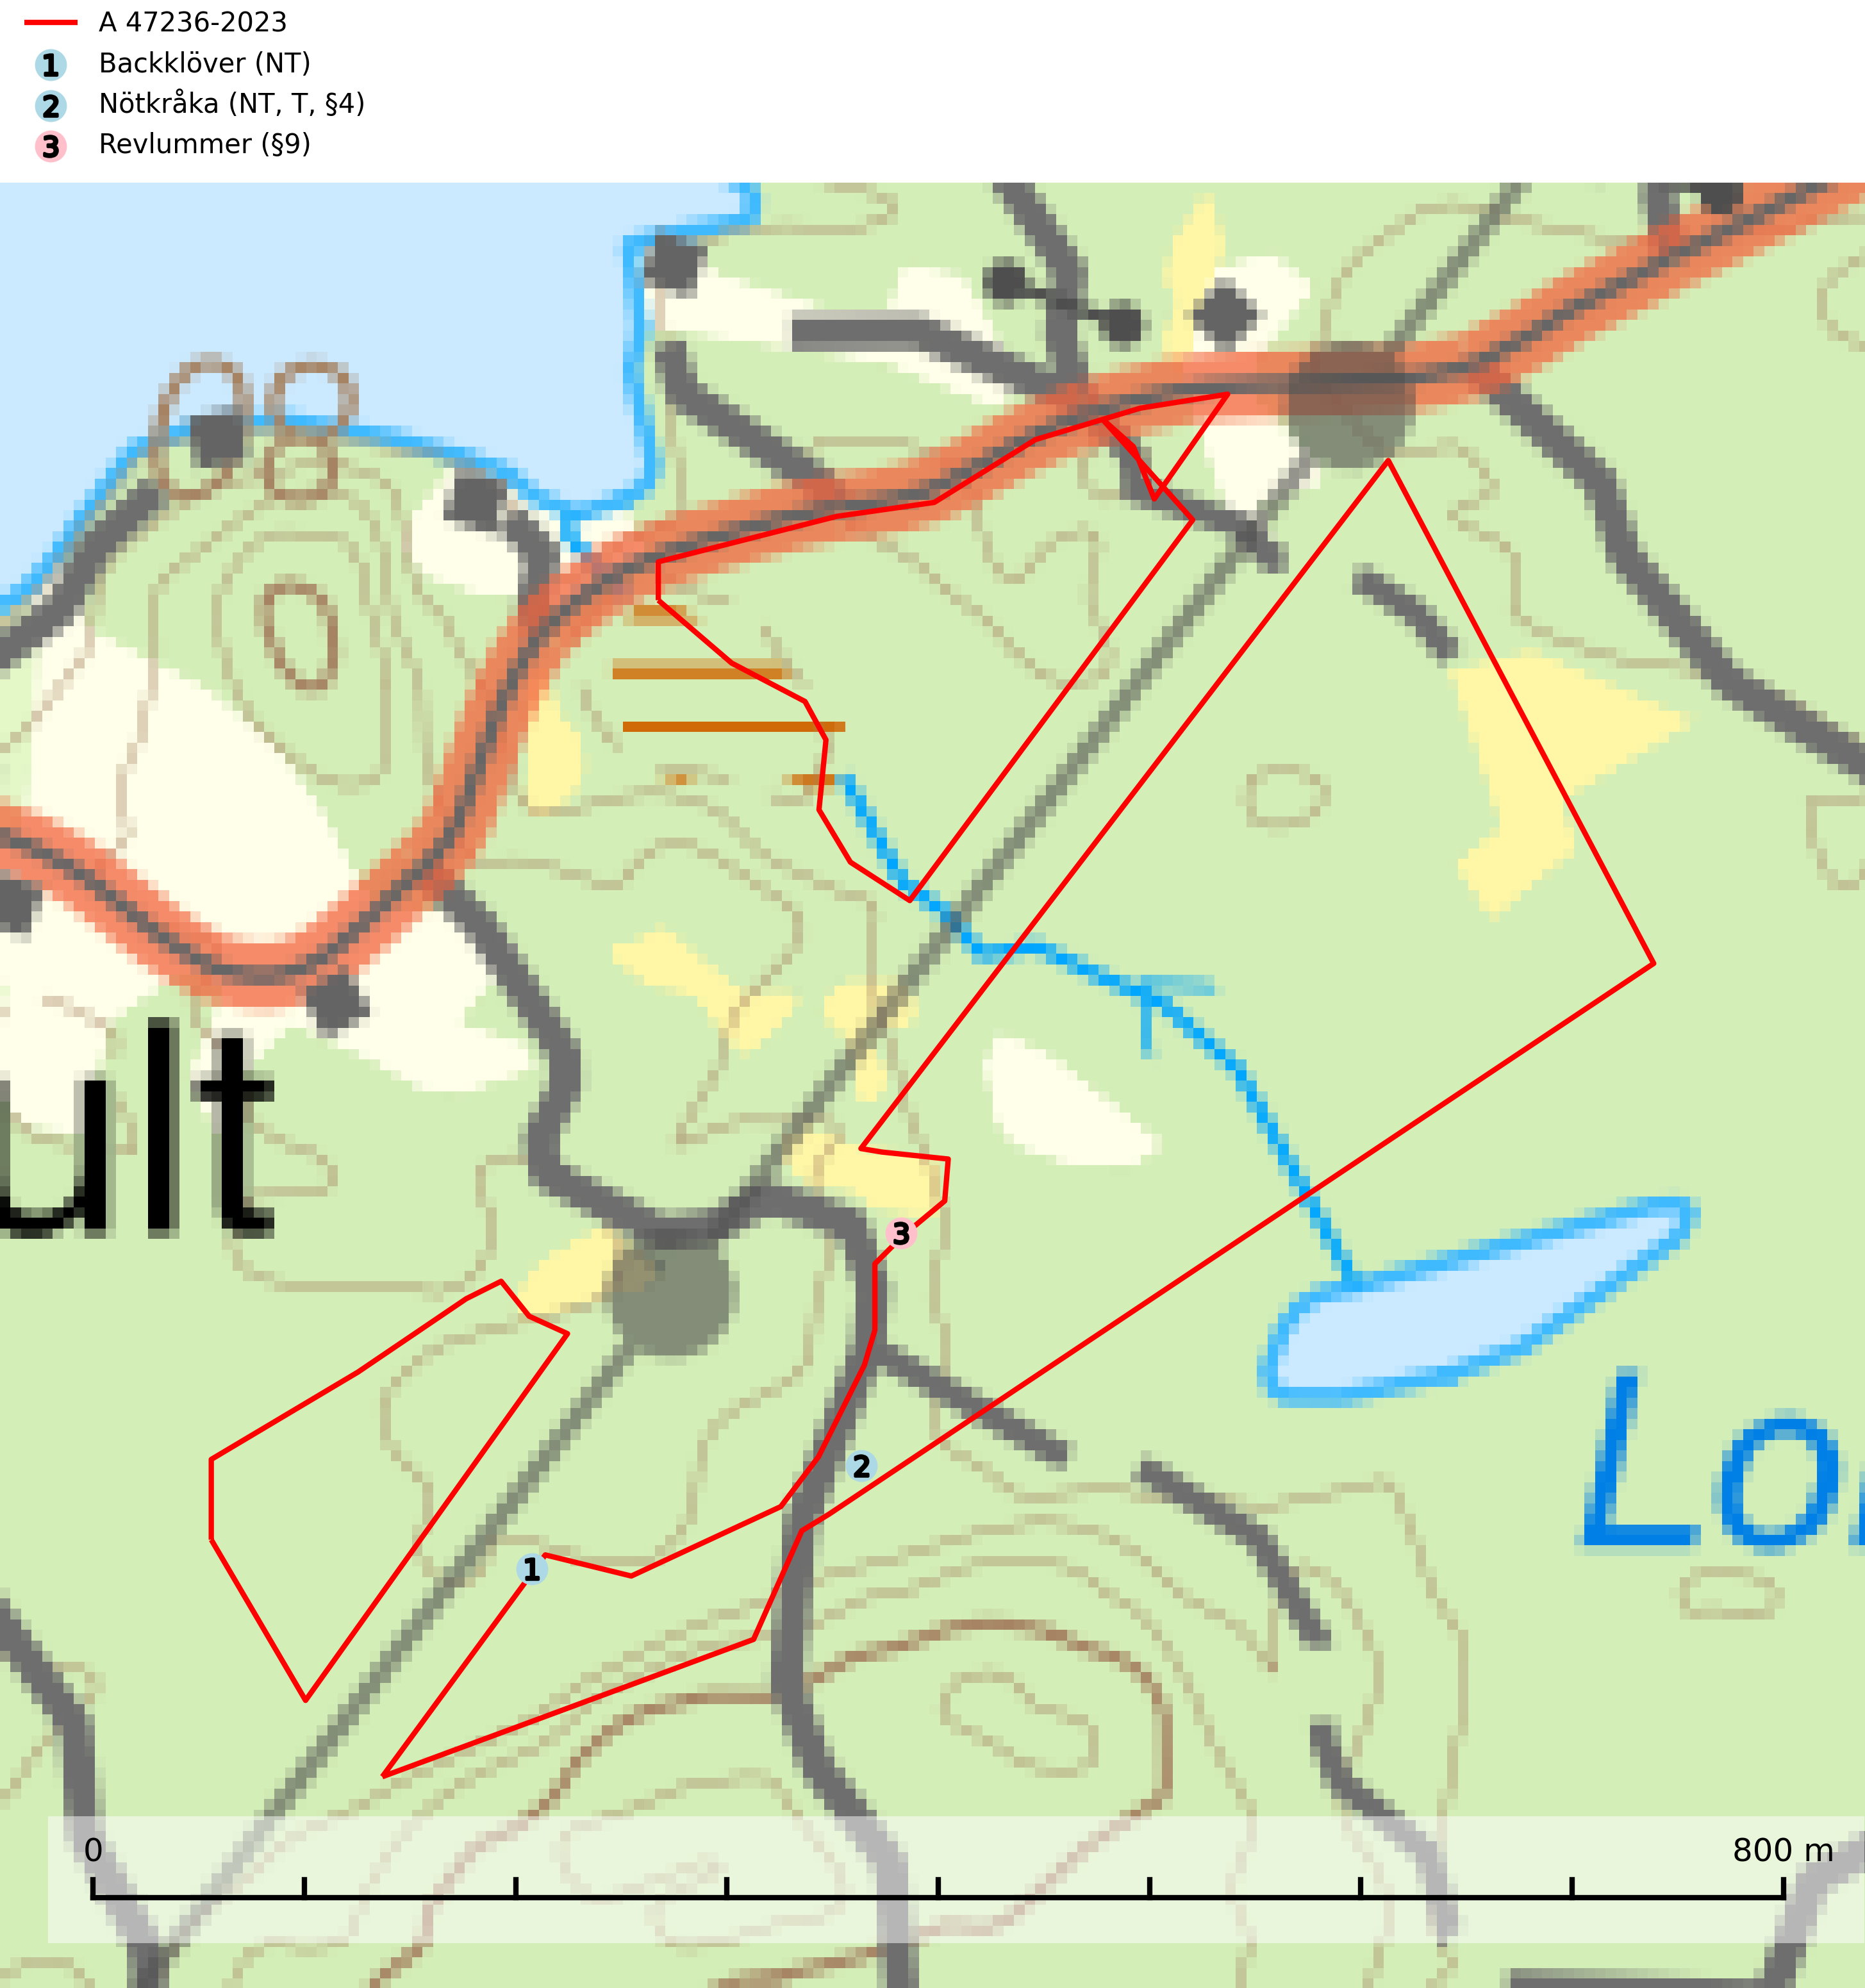 A 47236-2023
1 Backklöver (NT)
2 Nötkråka (NT, T, §4)
3 Revlummer (§9)
ult
3
2
1
Lo
0 800 m